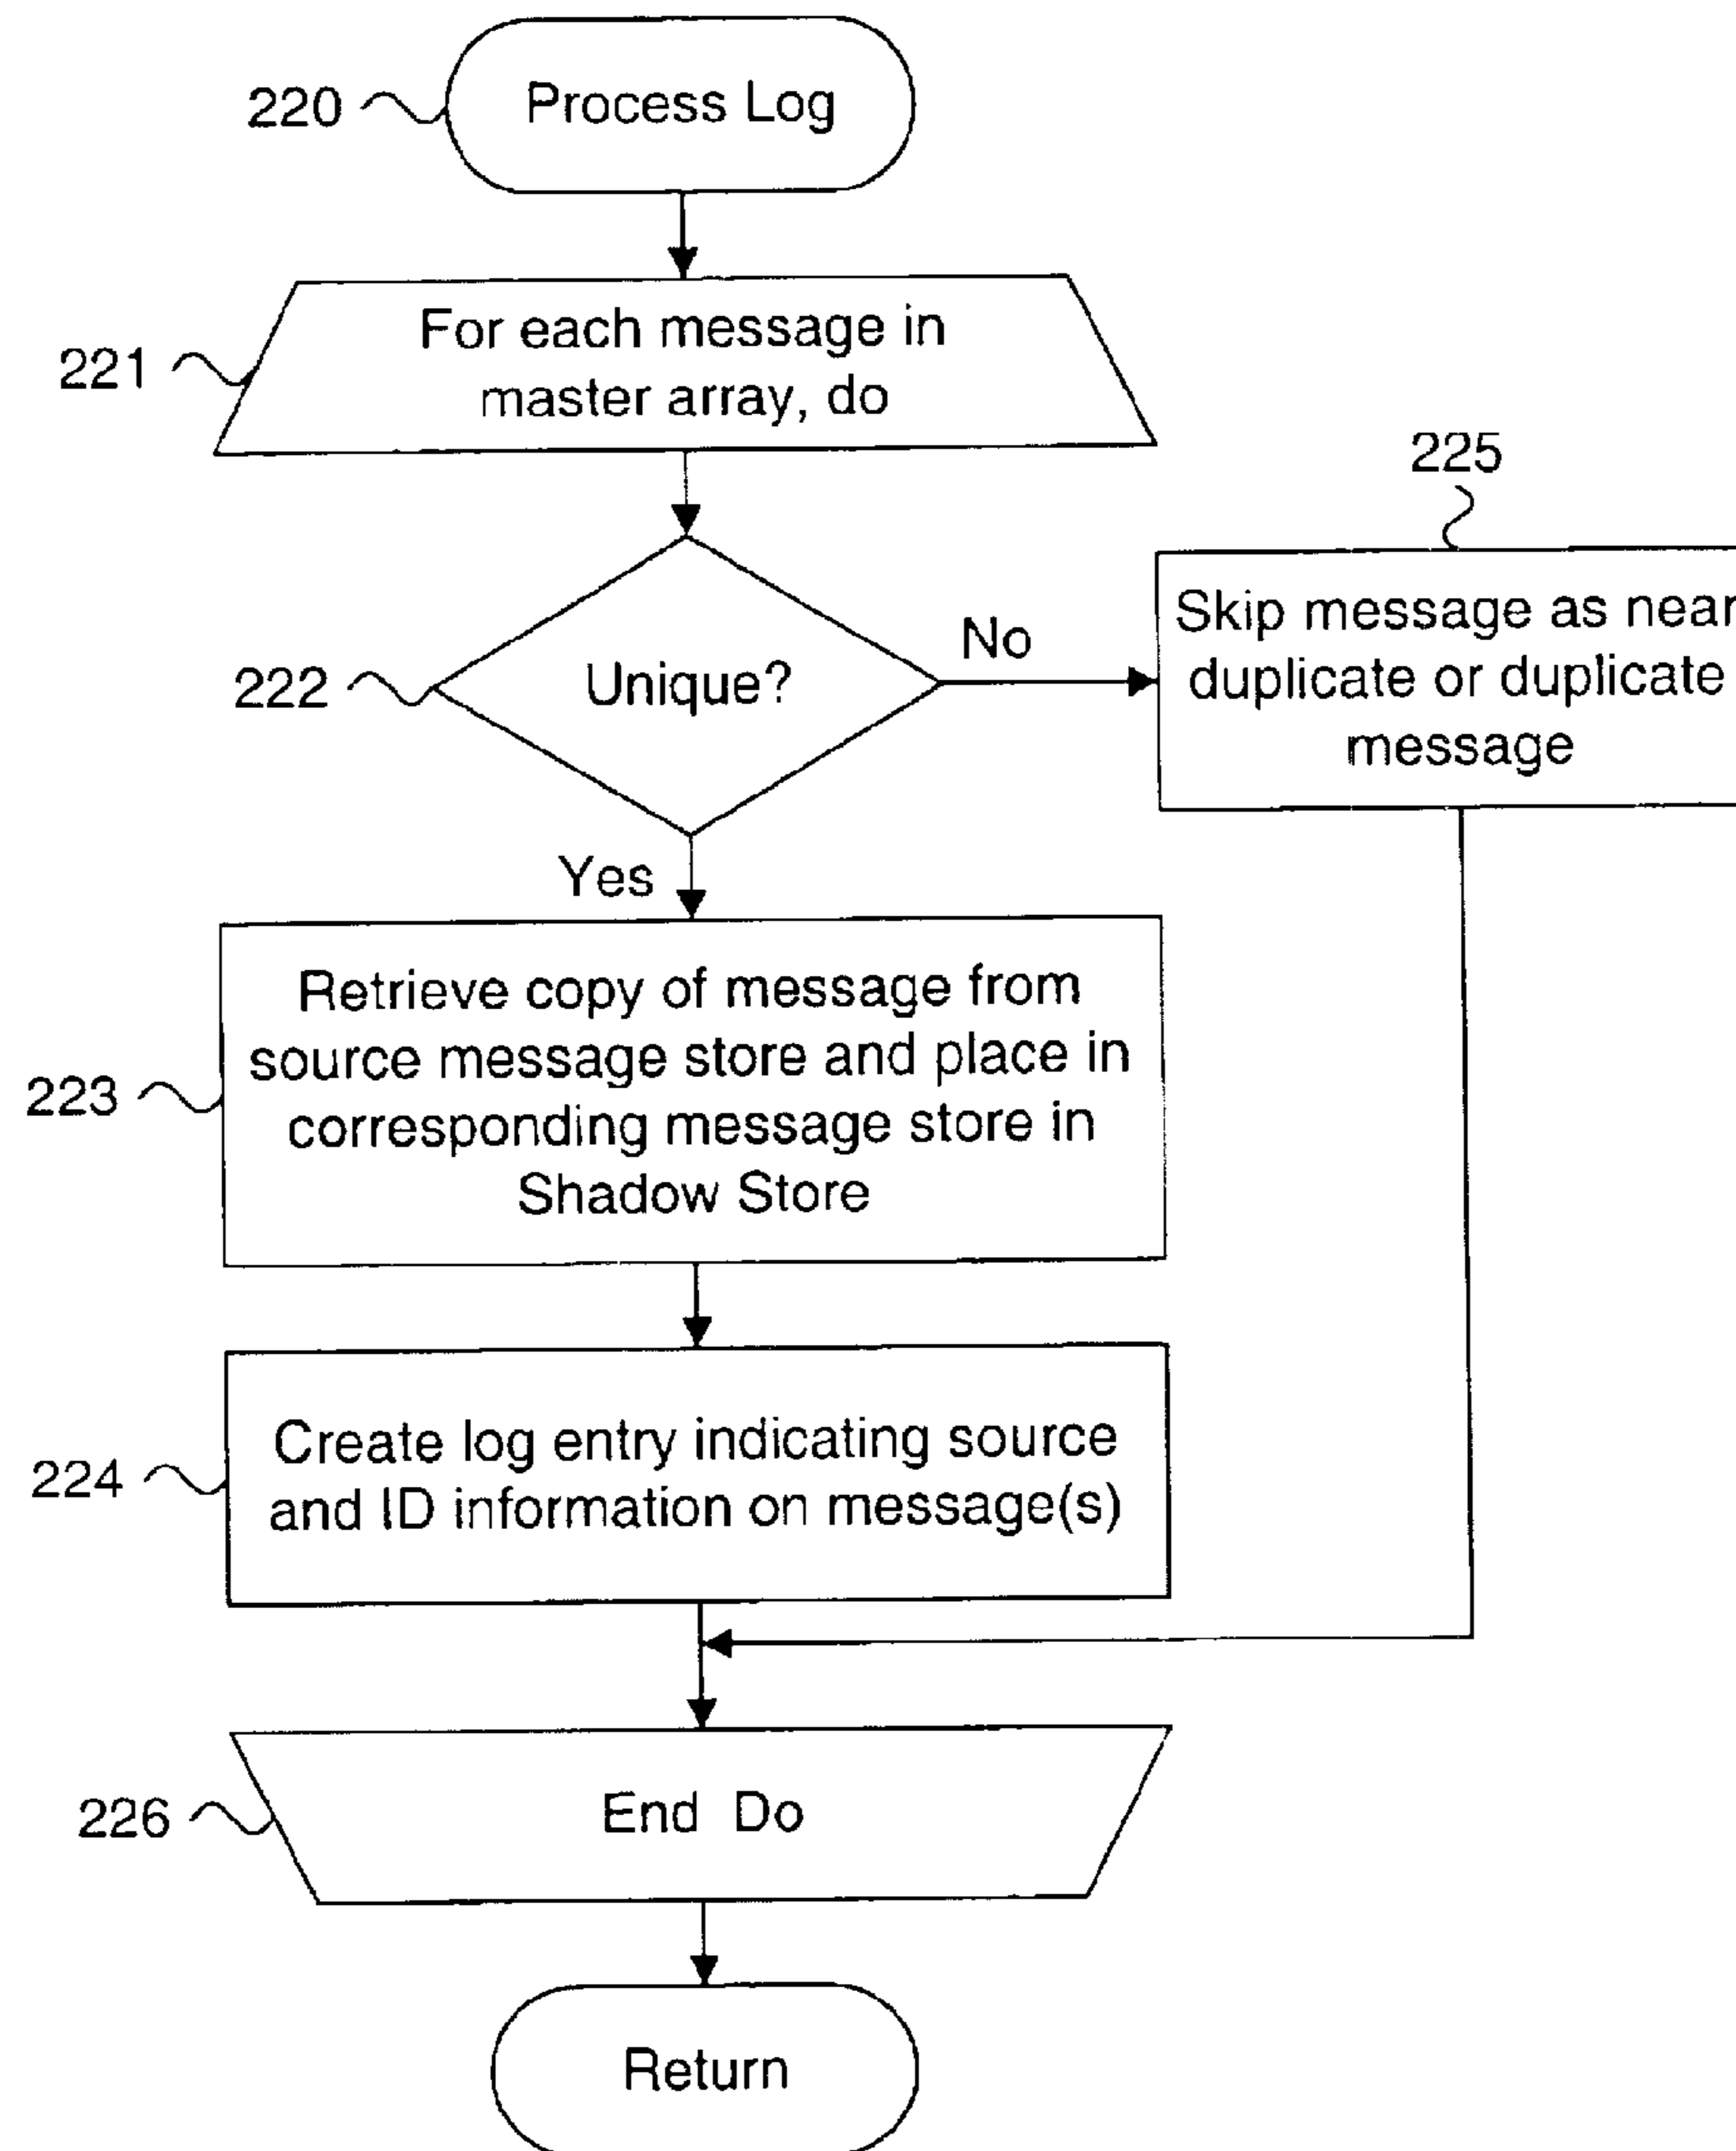 220
Process Log
221
For each message in
master array, do
225
222
Unique?
No
Skip message as near
duplicate or duplicate
message
Yes
223
Retrieve copy of message from
source message store and place in
corresponding message store in
Shadow Store
224
Create log entry indicating source
and ID information on message(s)
226
End Do
Return